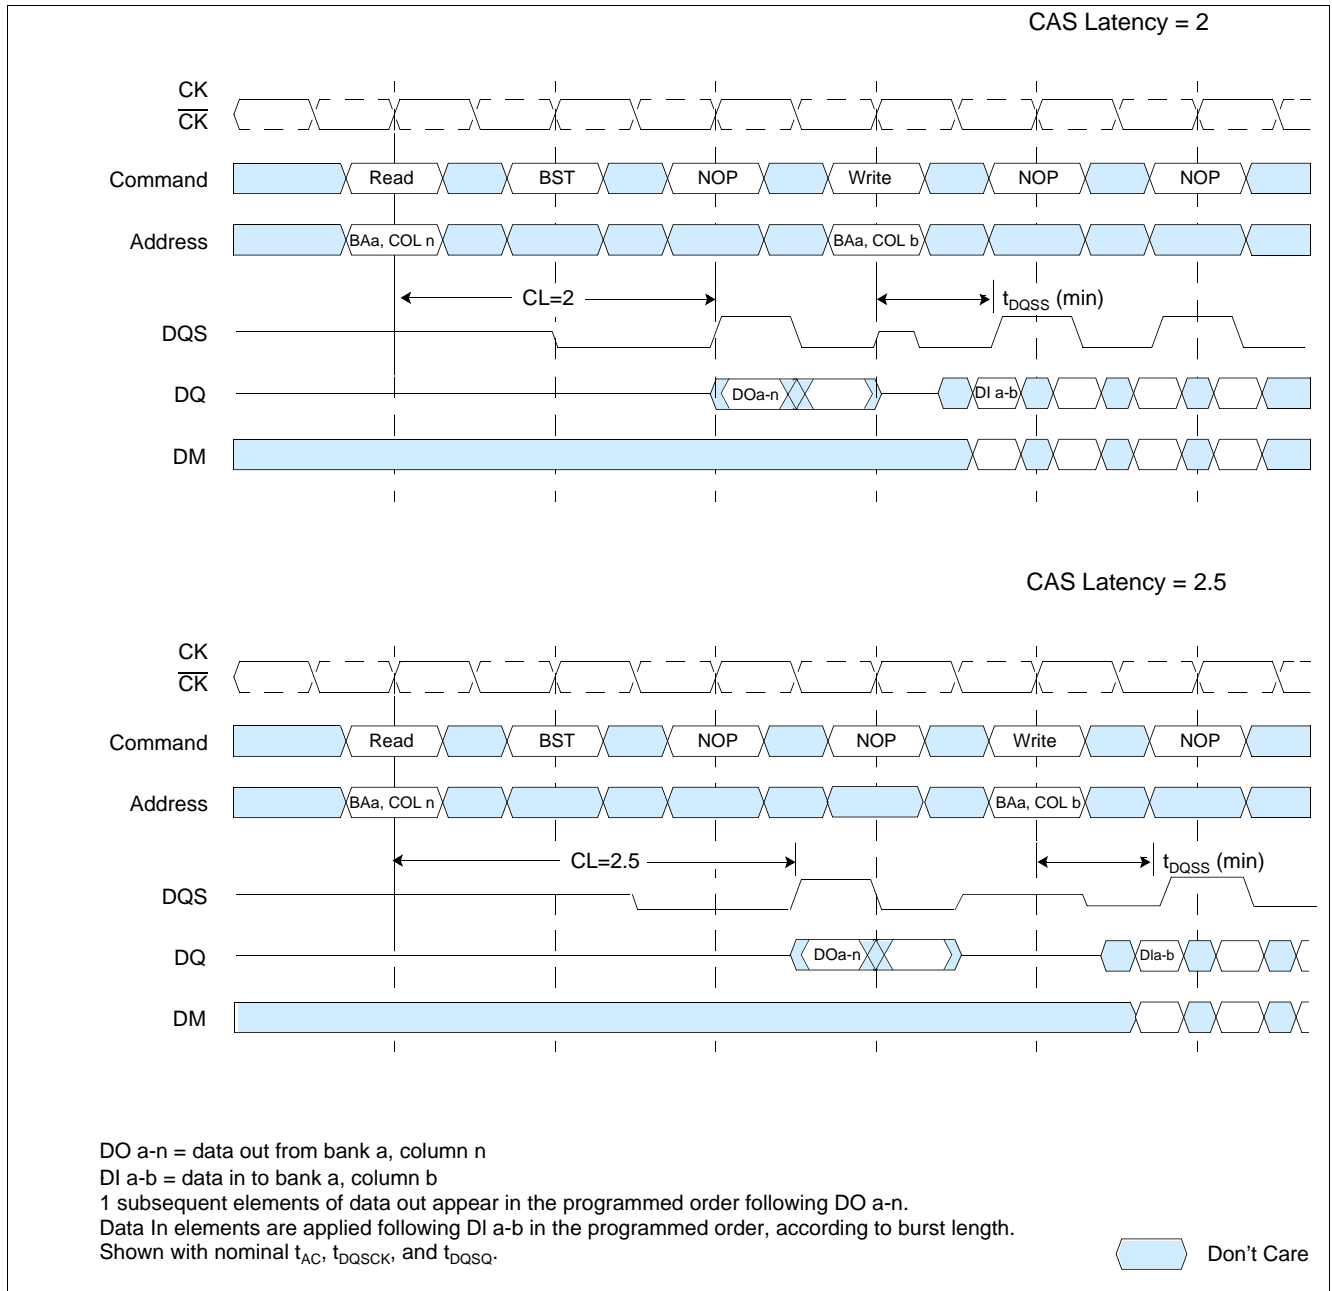 CAS Latency = 2
CK
CK
Command Read BST NOP Write NOP NOP
Address BAa, COL n BAa, COL b
CL=2 tDQSS (min)
DQS
DQ DOa-n DI a-b
DM
CAS Latency = 2.5
CK
CK
Command Read BST NOP NOP Write NOP
Address BAa, COL n BAa, COL b
CL=2.5 tDQSS (min)
DQS
DQ DOa-n DIa-b
DM
DO a-n = data out from bank a, column n
DI a-b = data in to bank a, column b
1 subsequent elements of data out appear in the programmed order following DO a-n.
Data In elements are applied following DI a-b in the programmed order, according to burst length.
Shown with nominal tAC, tDQSCK, and tDQSQ.
Don't Care